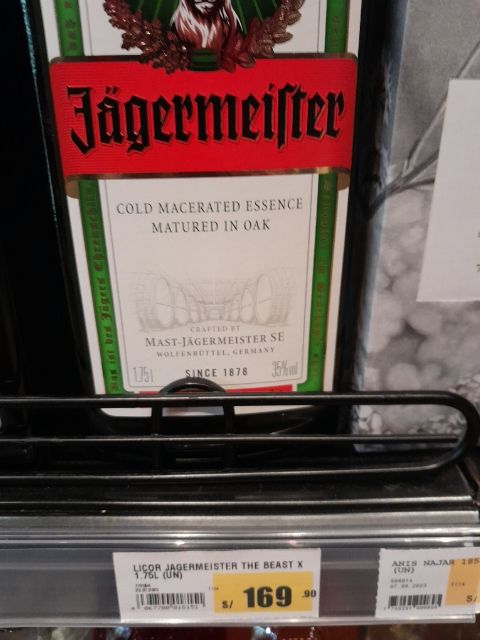 Jägermeiſter
COLD MACERATED ESSENCE
MATURED IN OAK
CRAFTED BY
MAST-JÄGERMEISTER SE
WOLFENBÜTTEL, GERMANY
1.75l SINCE 1878 35%vol
LICOR JAGERMEISTER THE BEAST X
1.75L (UN)
S/ 169.90
ANIS NAJAR
(UN)
S/